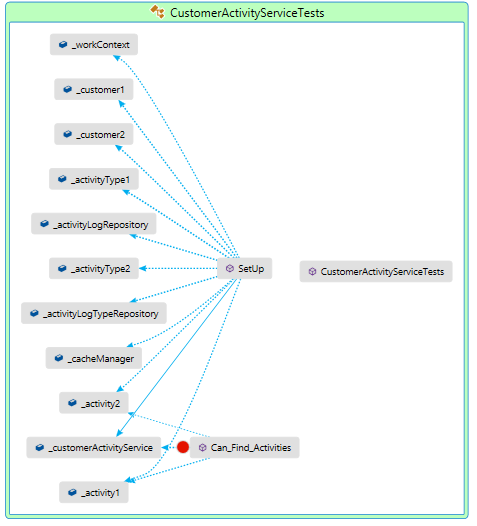 CustomerActivityServiceTests
_workContext
_customer1
_customer2
_activityType1
_activityLogRepository
_activityType2
SetUp
CustomerActivityServiceTests
_activityLogTypeRepository
_cacheManager
_activity2
_customerActivityService
Can_Find_Activities
_activity1